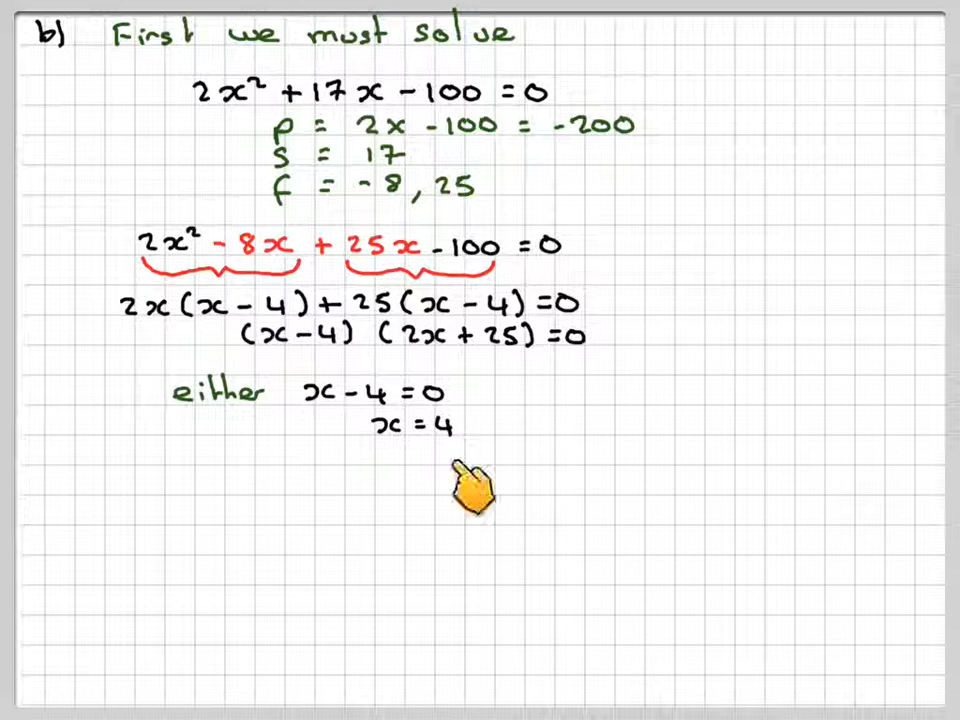 b) First we must solve
2x² + 17x - 100 = 0
P = 2x - 100 = -200
S = 17
F = -8, 25
2x² - 8x + 25x - 100 = 0
2x(x - 4) + 25(x - 4) = 0
(x - 4) (2x + 25) = 0
either x - 4 = 0
x = 4